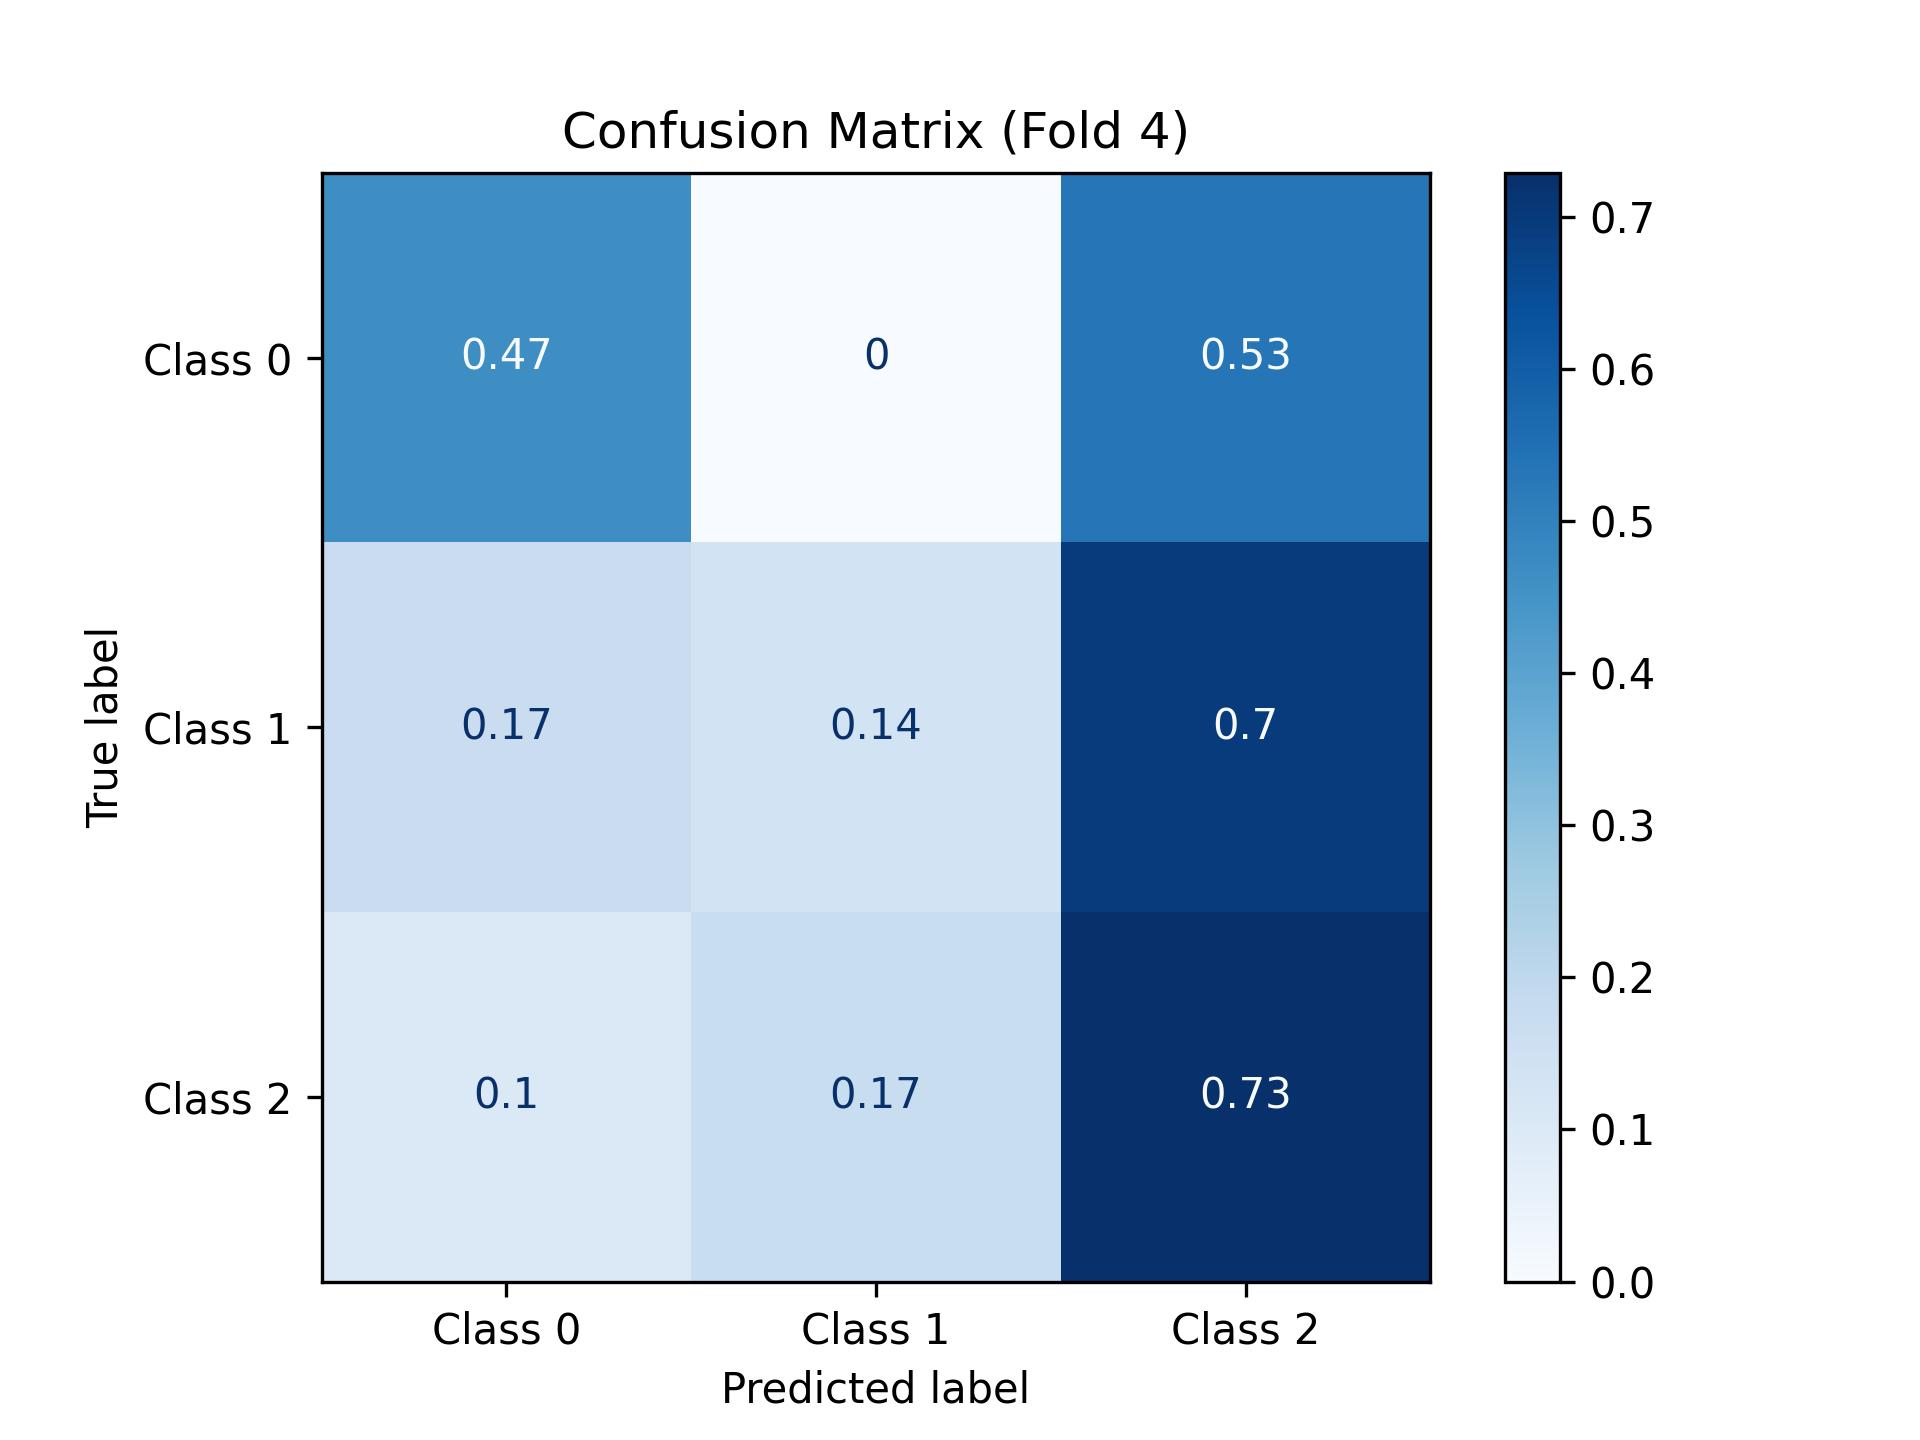 Confusion Matrix (Fold 4)
0.7
Class 0 0.47 0 0.53
0.6
0.5
0.4
True label
Class 1 0.17 0.14 0.7
0.3
0.2
Class 2 0.1 0.17 0.73
0.1
0.0
Class 0 Class 1 Class 2
Predicted label